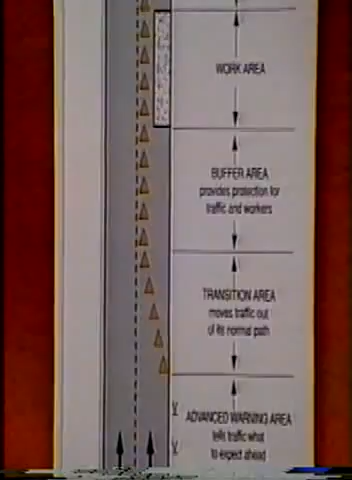 WORK AREA
BUFFER AREA
provides protection for
traffic and workers
TRANSITION AREA
moves traffic out
of its normal path
ADVANCED WARNING AREA
tells traffic what
to expect ahead